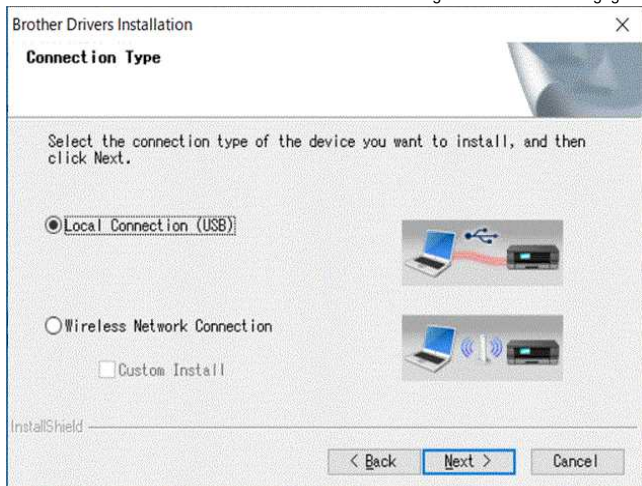 Brother Drivers Installation
Connection Type
Select the connection type of the device you want to install, and then
click Next.
Local Connection (USB)
Wireless Network Connection
Custom Install
InstallShield
< Back Next > Cancel